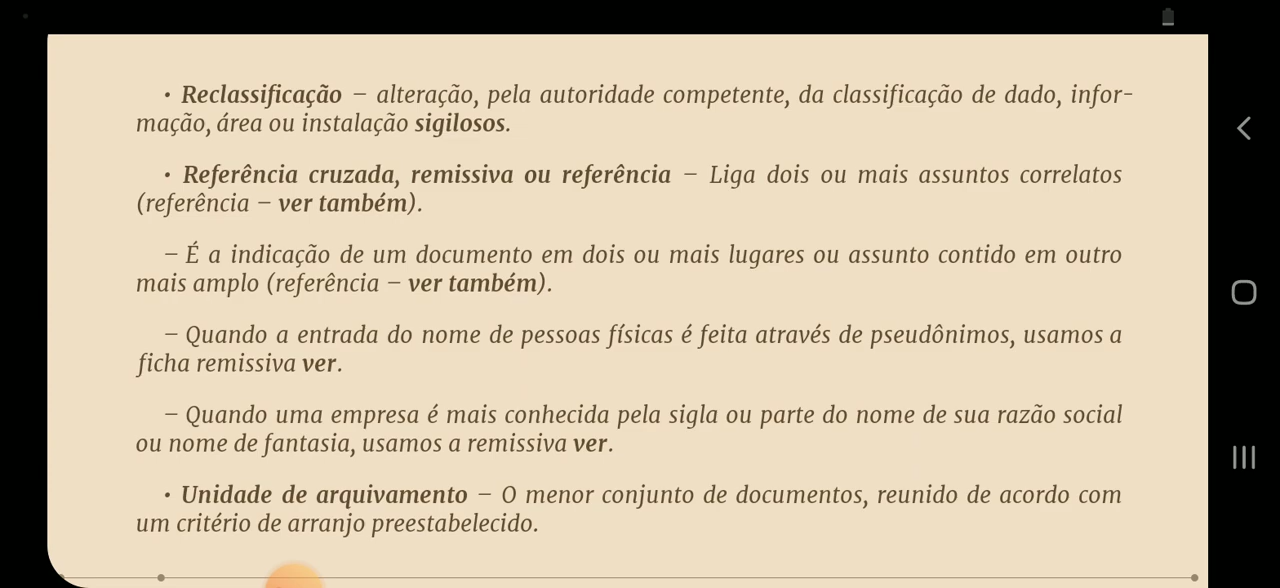 • Reclassificação – alteração, pela autoridade competente, da classificação de dado, infor-
mação, área ou instalação sigilosos.
• Referência cruzada, remissiva ou referência – Liga dois ou mais assuntos correlatos
(referência – ver também).
– É a indicação de um documento em dois ou mais lugares ou assunto contido em outro
mais amplo (referência – ver também).
– Quando a entrada do nome de pessoas físicas é feita através de pseudônimos, usamos a
ficha remissiva ver.
– Quando uma empresa é mais conhecida pela sigla ou parte do nome de sua razão social
ou nome de fantasia, usamos a remissiva ver.
• Unidade de arquivamento – O menor conjunto de documentos, reunido de acordo com
um critério de arranjo preestabelecido.